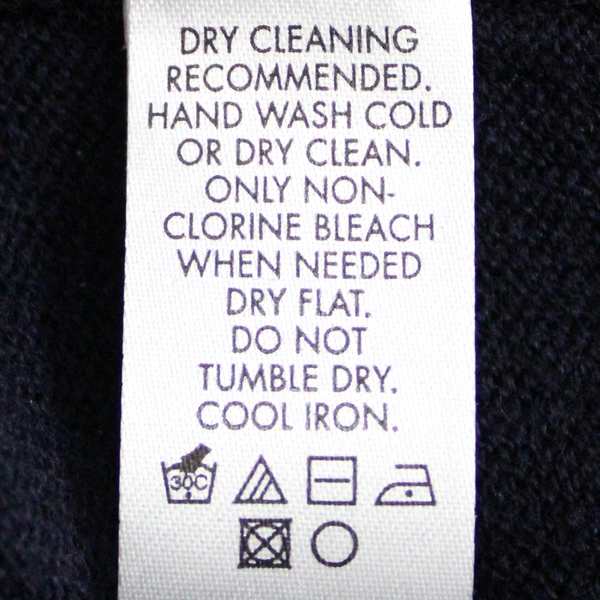 DRY CLEANING
RECOMMENDED.
HAND WASH COLD
OR DRY CLEAN.
ONLY NON-
CLORINE BLEACH
WHEN NEEDED
DRY FLAT.
DO NOT
TUMBLE DRY.
COOL IRON.
30C